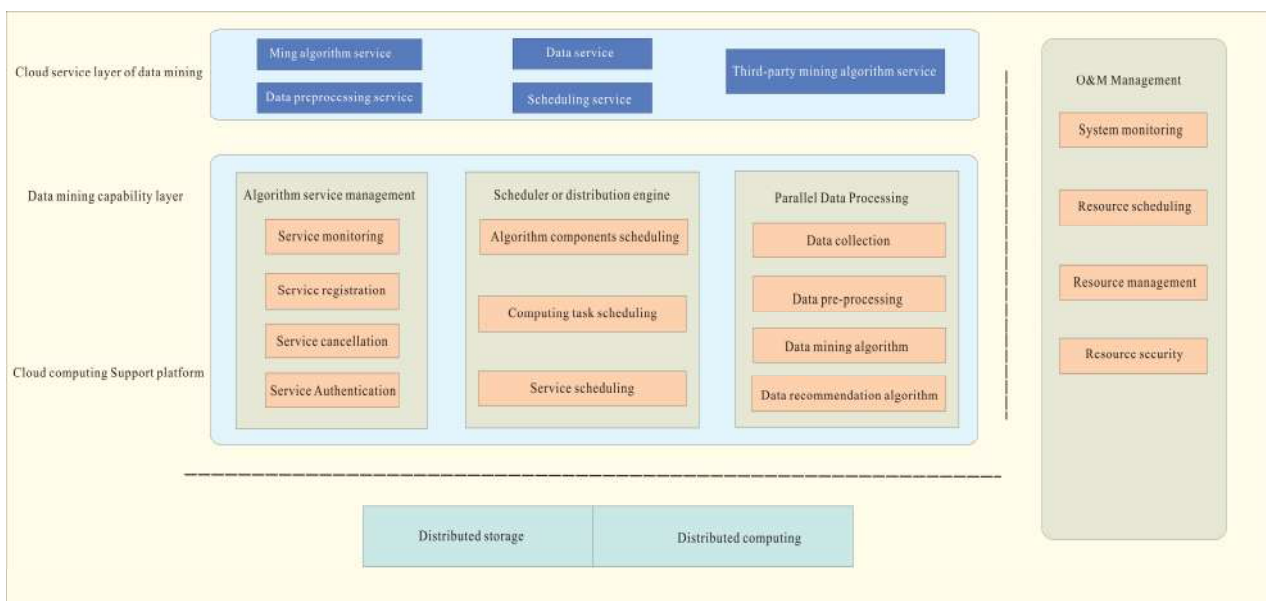 Cloud service layer of data mining
Ming algorithm service
Data service
Third-party mining algorithm service
Data preprocessing service
Scheduling service
Data mining capability layer
Cloud computing Support platform
Algorithm service management
Service monitoring
Service registration
Service cancellation
Service Authentication
Scheduler or distribution engine
Algorithm components scheduling
Computing task scheduling
Service scheduling
Parallel Data Processing
Data collection
Data pre-processing
Data mining algorithm
Data recommendation algorithm
Distributed storage
Distributed computing
O&M Management
System monitoring
Resource scheduling
Resource management
Resource security